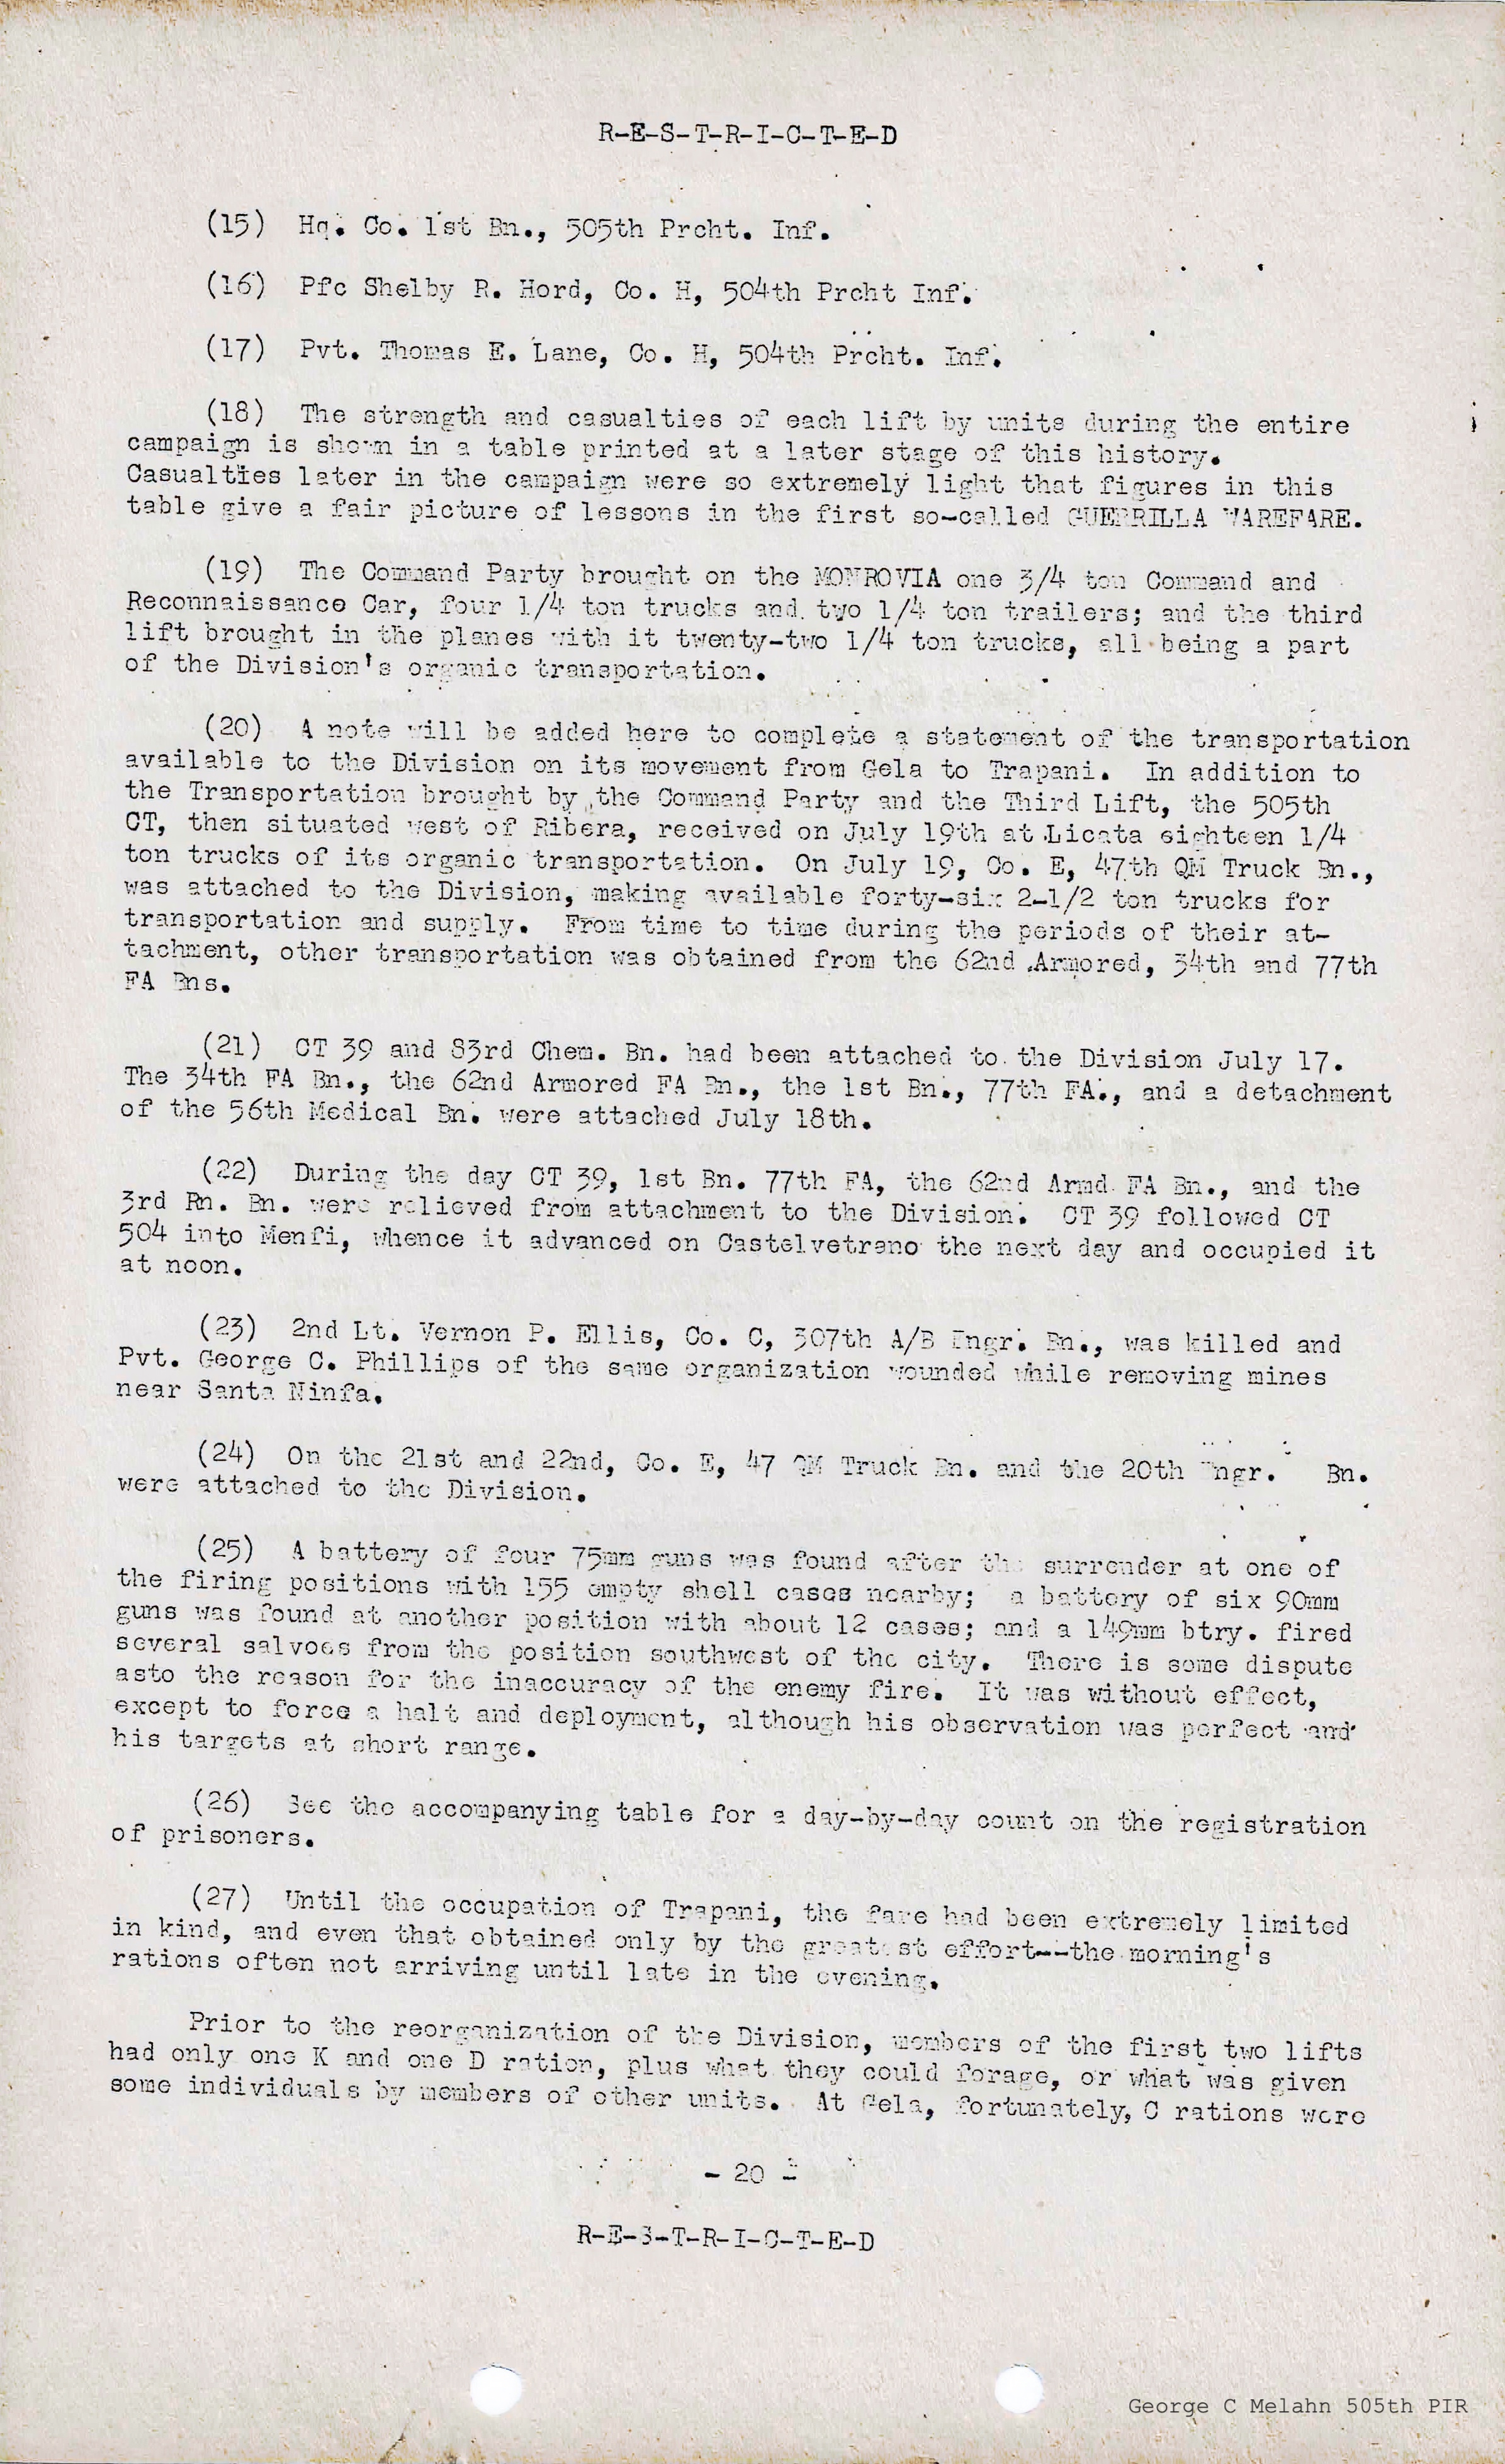 R-E-S-T-R-I-C-T-E-D
(15) Hq. Co. 1st Bn., 505th Prcht. Inf.
(16) Pfc Shelby R. Hord, Co. H, 504th Prcht Inf.
(17) Pvt. Thomas E. Lane, Co. H, 504th Prcht. Inf.
(18) The strength and casualties of each lift by units during the entire
campaign is shown in a table printed at a later stage of this history.
Casualties later in the campaign were so extremely light that figures in this
table give a fair picture of lessons in the first so-called GUERRILLA WAREFARE.
(19) The Command Party brought on the MONROVIA one 3/4 ton Command and
Reconnaissance Car, four 1/4 ton trucks and two 1/4 ton trailers; and the third
lift brought in the planes with it twenty-two 1/4 ton trucks, all being a part
of the Division's organic transportation.
(20) A note will be added here to complete a statement of the transportation
available to the Division on its movement from Gela to Trapani. In addition to
the Transportation brought by the Command Party and the Third Lift, the 505th
CT, then situated west of Ribera, received on July 19th at Licata eighteen 1/4
ton trucks of its organic transportation. On July 19, Co. E, 47th QM Truck Bn.,
was attached to the Division, making available forty-six 2-1/2 ton trucks for
transportation and supply. From time to time during the periods of their at-
tachment, other transportation was obtained from the 62nd Armored, 34th and 77th
FA Bns.
(21) CT 39 and 83rd Chem. Bn. had been attached to the Division July 17.
The 34th FA Bn., the 62nd Armored FA Bn., the 1st Bn., 77th FA., and a detachment
of the 56th Medical Bn. were attached July 18th.
(22) During the day CT 39, 1st Bn. 77th FA, the 62nd Armd FA Bn., and the
3rd Rn. Bn. were relieved from attachment to the Division. CT 39 followed CT
504 into Menfi, whence it advanced on Castelvetrano the next day and occupied it
at noon.
(23) 2nd Lt. Vernon P. Ellis, Co. C, 307th A/B Engr. Bn., was killed and
Pvt. George C. Phillips of the same organization wounded while removing mines
near Santa Ninfa.
(24) On the 21st and 22nd, Co. E, 47 QM Truck Bn. and the 20th Engr. Bn.
were attached to the Division.
(25) A battery of four 75mm guns was found after the surrender at one of
the firing positions with 155 empty shell cases nearby; a battery of six 90mm
guns was found at another position with about 12 cases; and a 149mm btry. fired
several salvoes from the position southwest of the city. There is some dispute
asto the reason for the inaccuracy of the enemy fire. It was without effect,
except to force a halt and deployment, although his observation was perfect and
his targets at short range.
(26) See the accompanying table for a day-by-day count on the registration
of prisoners.
(27) Until the occupation of Trapani, the fare had been extremely limited
in kind, and even that obtained only by the greatest effort--the morning's
rations often not arriving until late in the evening.
Prior to the reorganization of the Division, members of the first two lifts
had only one K and one D ration, plus what they could forage, or what was given
some individuals by members of other units. At Gela, fortunately, C rations were
- 20 -
R-E-S-T-R-I-C-T-E-D
George C Melahn 505th PIR